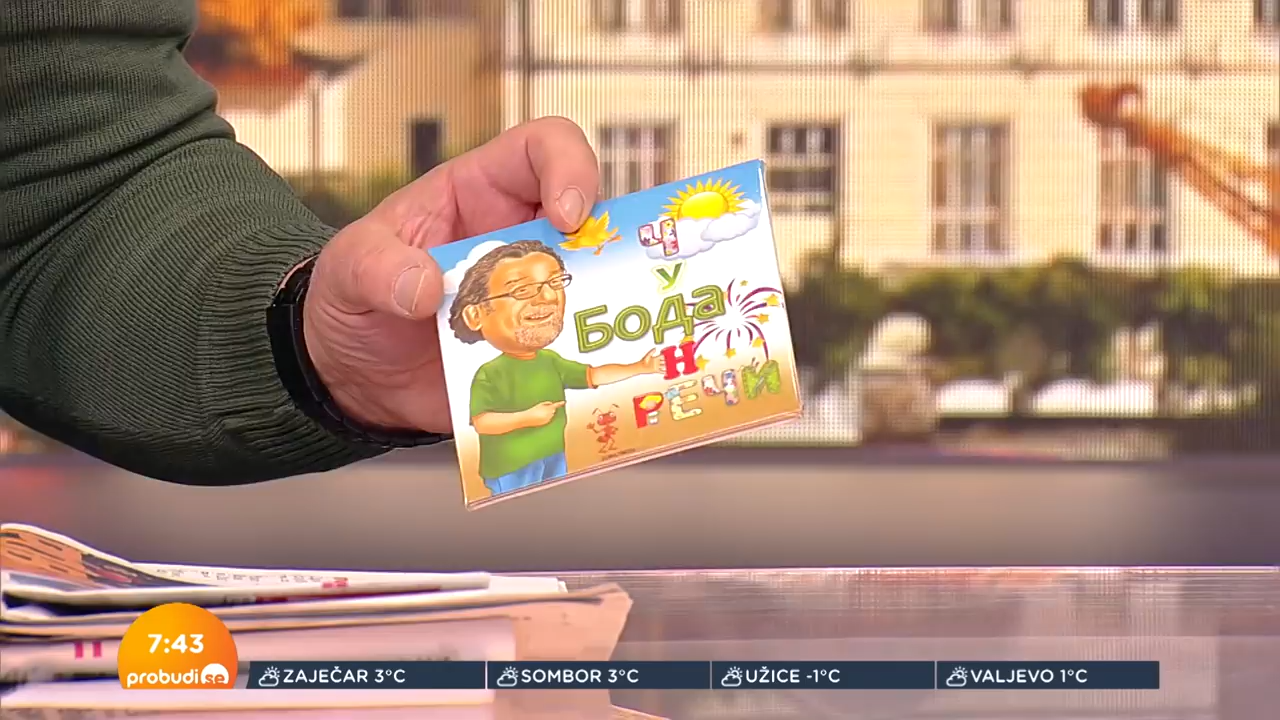 Ч
У
Бода
Н
РЕЧИ
7:43
probudi se
ZAJEČAR 3°C
SOMBOR 3°C
UŽICE -1°C
VALJEVO 1°C